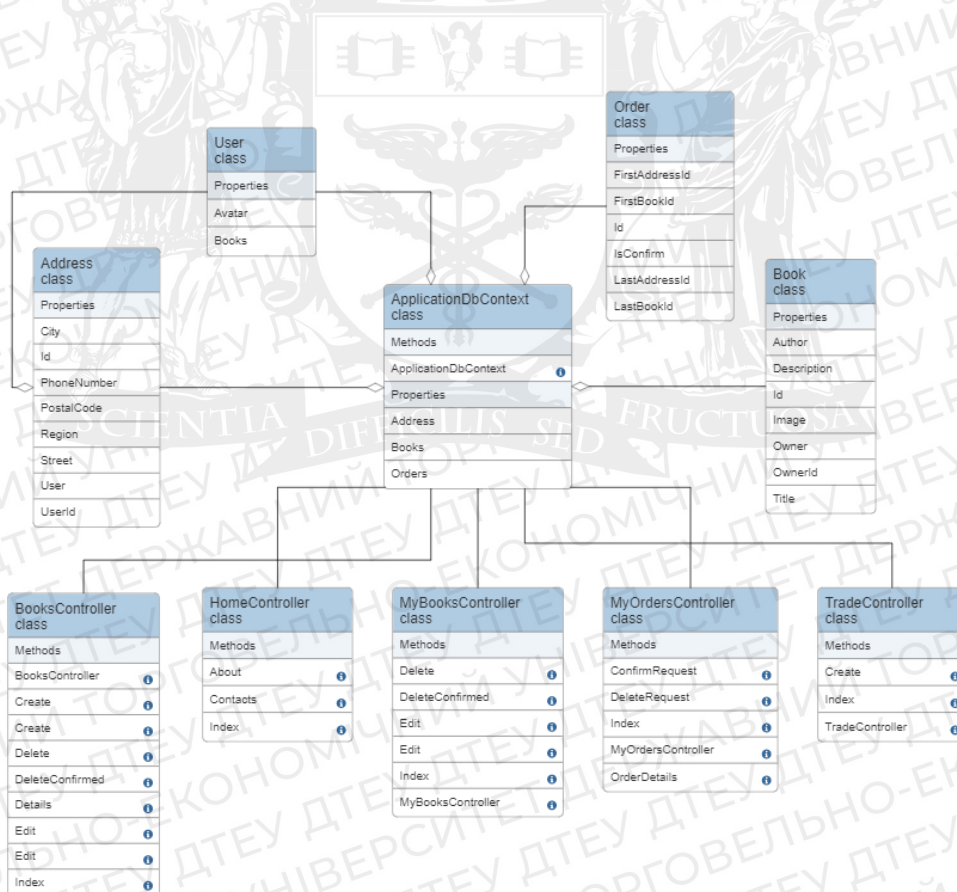 User
class
Properties
Avatar
Books
Order
class
Properties
FirstAddressId
FirstBookId
Id
IsConfirm
LastAddressId
LastBookId
Address
class
Properties
City
Id
PhoneNumber
PostalCode
Region
Street
User
UserId
ApplicationDbContext
class
Methods
ApplicationDbContext
Properties
Address
Books
Orders
Book
class
Properties
Author
Description
Id
Image
Owner
OwnerId
Title
BooksController
class
Methods
BooksController
Create
Create
Delete
DeleteConfirmed
Details
Edit
Edit
Index
HomeController
class
Methods
About
Contacts
Index
MyBooksController
class
Methods
Delete
DeleteConfirmed
Edit
Edit
Index
MyBooksController
MyOrdersController
class
Methods
ConfirmRequest
DeleteRequest
Index
MyOrdersController
OrderDetails
TradeController
class
Methods
Create
Index
TradeController
SCIENTIA DIFFICILIS SED FRUCTUOSA